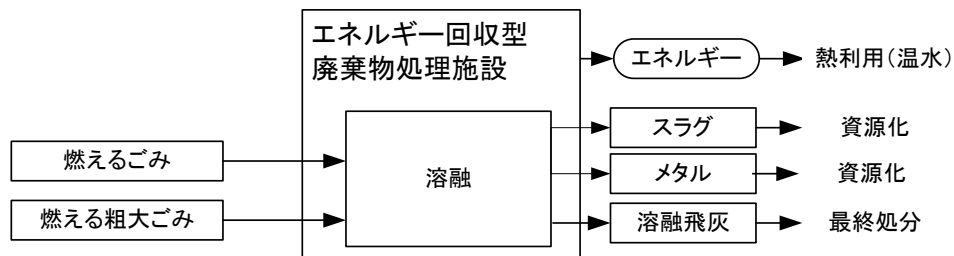 エネルギー回収型
廃棄物処理施設
エネルギー
熱利用(温水)
燃えるごみ
燃える粗大ごみ
溶融
スラグ
資源化
メタル
資源化
溶融飛灰
最終処分